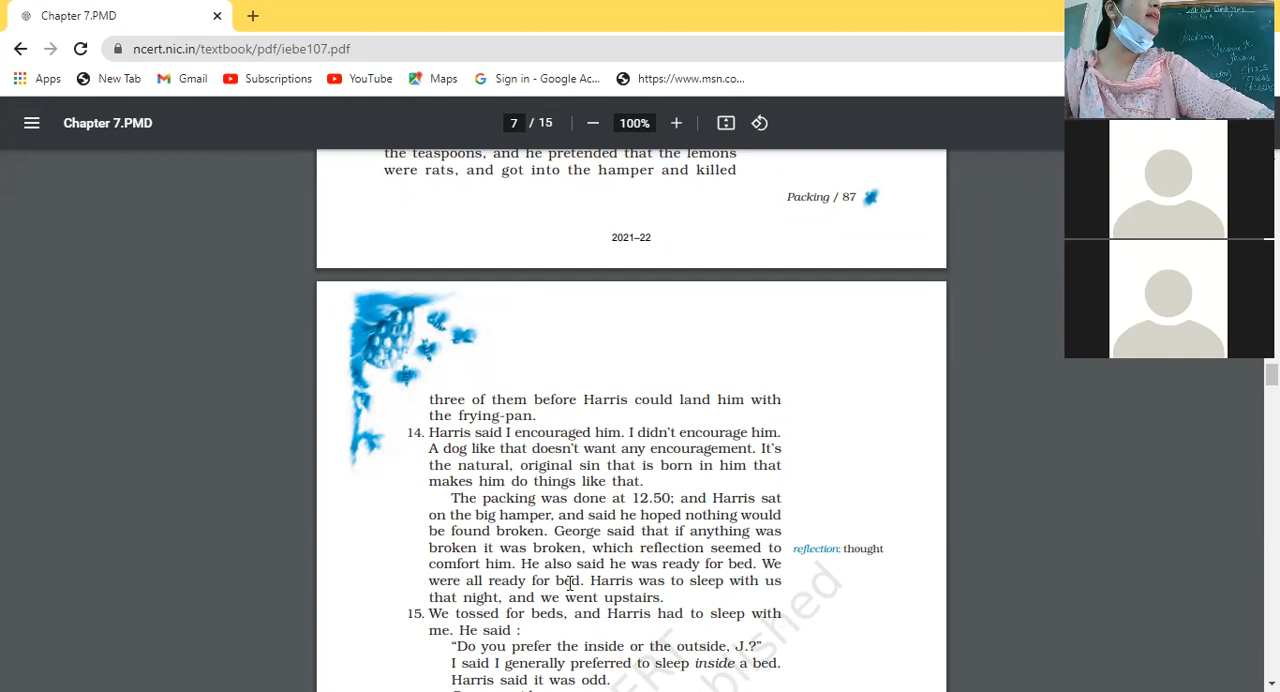 Chapter 7.PMD
ncert.nic.in/textbook/pdf/iebe107.pdf
Apps New Tab Gmail Subscriptions YouTube Maps Sign in - Google Ac... https://www.msn.co...
Chapter 7.PMD 7 / 15 100%
the teaspoons, and he pretended that the lemons
were rats, and got into the hamper and killed
Packing / 87
2021–22
three of them before Harris could land him with
the frying-pan.
14. Harris said I encouraged him. I didn't encourage him.
A dog like that doesn't want any encouragement. It's
the natural, original sin that is born in him that
makes him do things like that.
The packing was done at 12.50; and Harris sat
on the big hamper, and said he hoped nothing would
be found broken. George said that if anything was
broken it was broken, which reflection seemed to
reflection: thought
comfort him. He also said he was ready for bed. We
were all ready for bed. Harris was to sleep with us
that night, and we went upstairs.
15. We tossed for beds, and Harris had to sleep with
me. He said :
"Do you prefer the inside or the outside, J.?"
I said I generally preferred to sleep inside a bed.
Harris said it was odd.
Packing
Jerome K.
Jerome